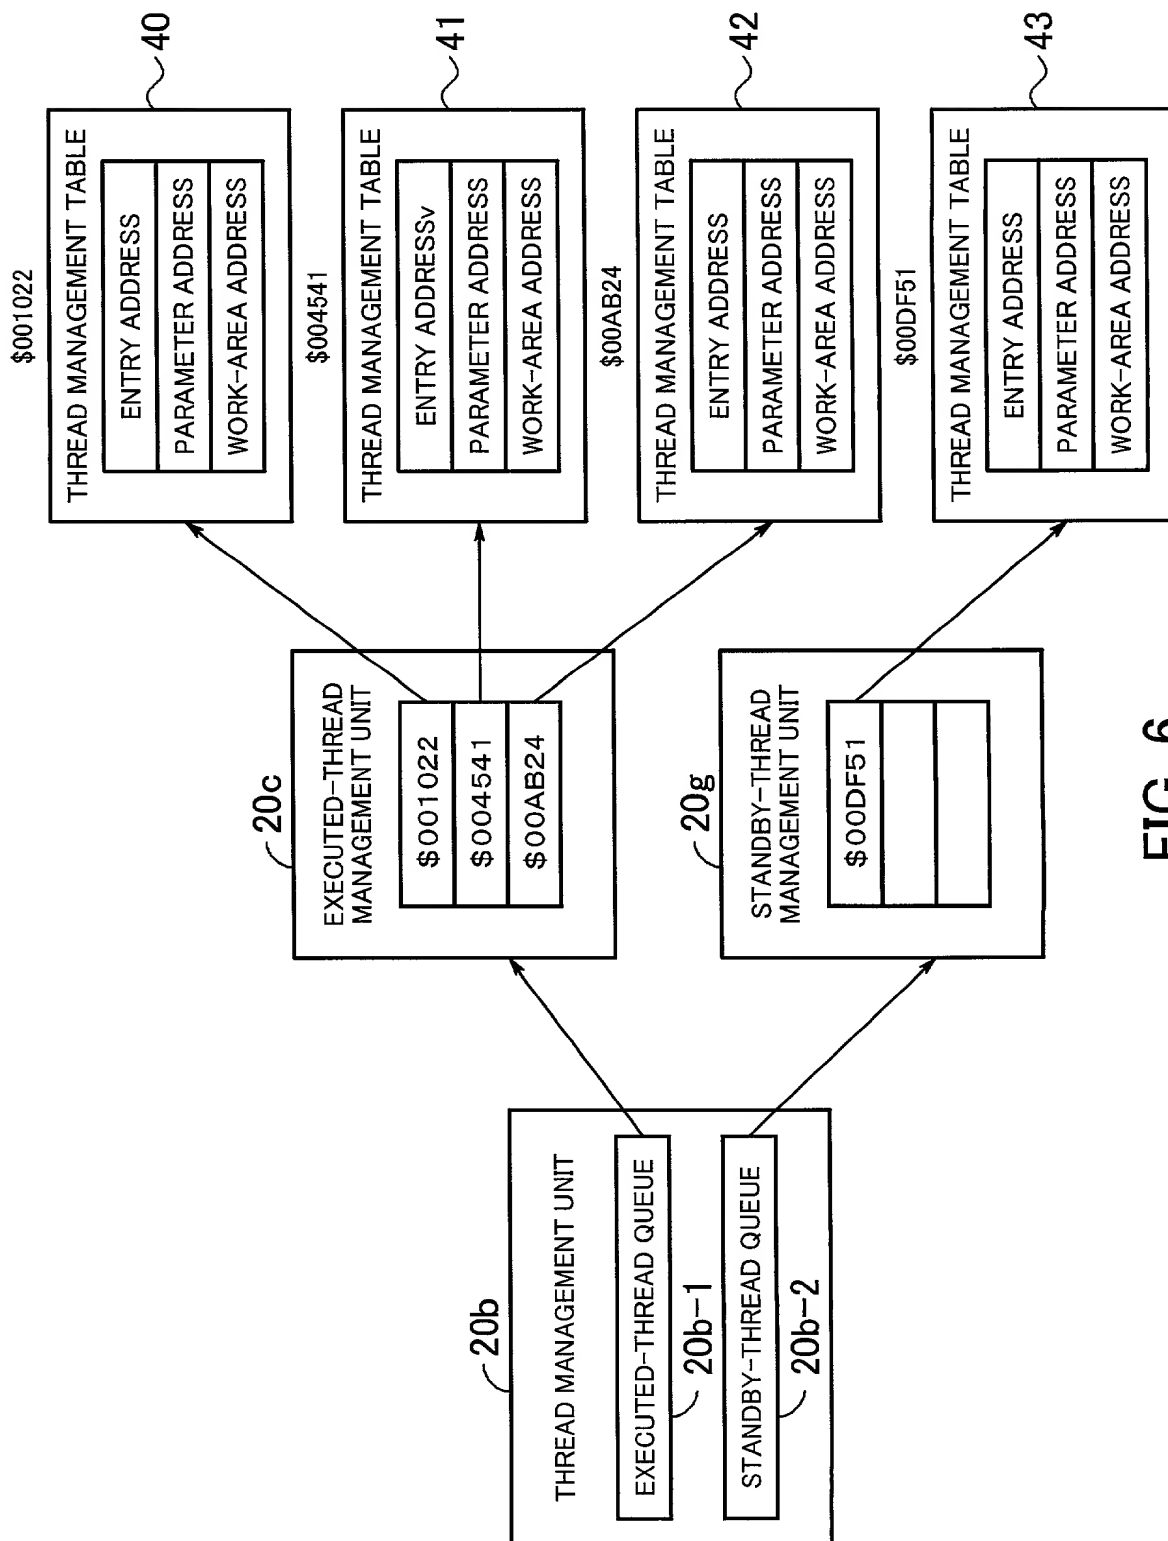 20b
THREAD MANAGEMENT UNIT
EXECUTED-THREAD QUEUE
20b-1
STANDBY-THREAD QUEUE
20b-2
20c
EXECUTED-THREAD
MANAGEMENT UNIT
$001022
$004541
$00AB24
20g
STANDBY-THREAD
MANAGEMENT UNIT
$00DF51
$001022
THREAD MANAGEMENT TABLE
ENTRY ADDRESS
PARAMETER ADDRESS
WORK-AREA ADDRESS
40
$004541
THREAD MANAGEMENT TABLE
ENTRY ADDRESSv
PARAMETER ADDRESS
WORK-AREA ADDRESS
41
$00AB24
THREAD MANAGEMENT TABLE
ENTRY ADDRESS
PARAMETER ADDRESS
WORK-AREA ADDRESS
42
$00DF51
THREAD MANAGEMENT TABLE
ENTRY ADDRESS
PARAMETER ADDRESS
WORK-AREA ADDRESS
43
FIG. 6